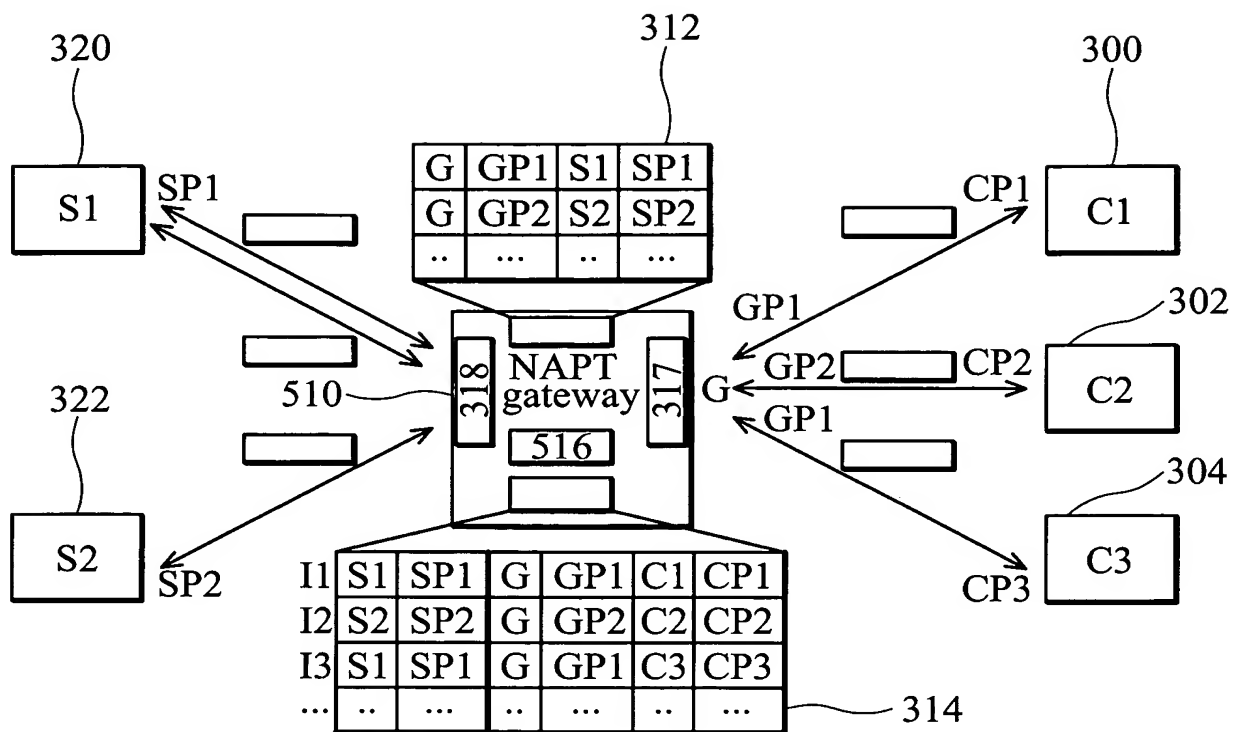 320
312
300
G GP1 S1 SP1
G GP2 S2 SP2
.. ... .. ...
S1
SP1
CP1
C1
GP1
302
318
NAPT
gateway
317
G
GP2
CP2
C2
510
GP1
516
322
304
S2
SP2
CP3
C3
I1 S1 SP1 G GP1 C1 CP1
I2 S2 SP2 G GP2 C2 CP2
I3 S1 SP1 G GP1 C3 CP3
... .. ... .. ... .. ...
314